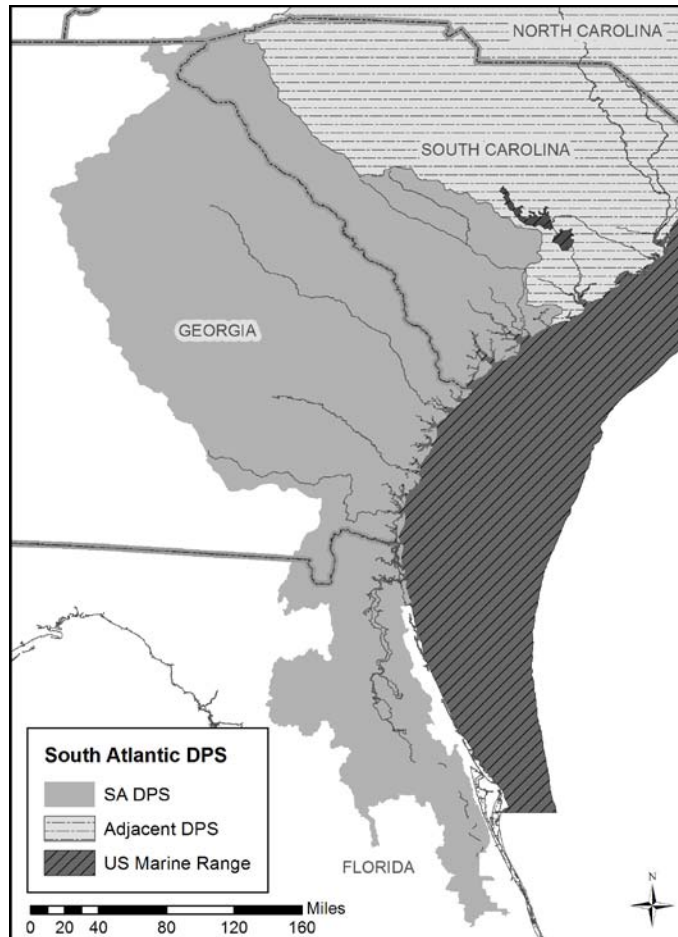 NORTH CAROLINA
SOUTH CAROLINA
GEORGIA
FLORIDA
South Atlantic DPS
SA DPS
Adjacent DPS
US Marine Range
Miles
0 20 40 80 120 160
N